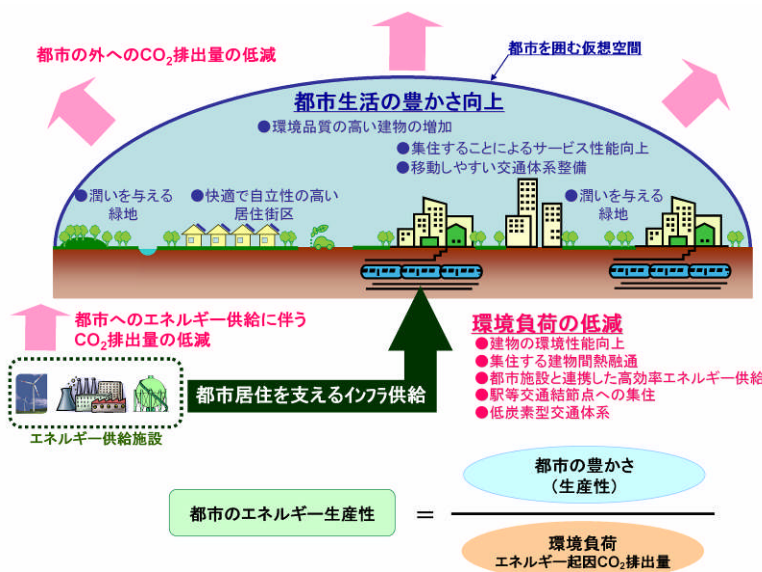 都市の外へのCO2排出量の低減
都市を囲む仮想空間
都市生活の豊かさ向上
●環境品質の高い建物の増加
●集住することによるサービス性能向上
●移動しやすい交通体系整備
●潤いを与える
緑地
●快適で自立性の高い
居住街区
●潤いを与える
緑地
都市へのエネルギー供給に伴う
CO2排出量の低減
環境負荷の低減
●建物の環境性能向上
●集住する建物間熱融通
●都市施設と連携した高効率エネルギー供給
●駅等交通結節点への集住
●低炭素型交通体系
都市居住を支えるインフラ供給
エネルギー供給施設
都市のエネルギー生産性
=
都市の豊かさ
(生産性)
環境負荷
エネルギー起因CO2排出量